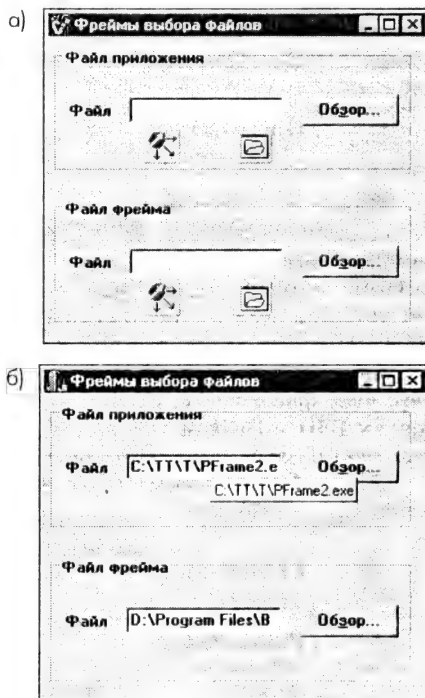 а)
Фреймы выбора файлов
Файл приложения
Файл
Обзор...
Файл фрейма
Файл
Обзор...
б)
Фреймы выбора файлов
Файл приложения
Файл C:\TT\T\PFrame2.e Обзор...
C:\TT\T\PFrame2.exe
Файл фрейма
Файл D:\Program Files\B Обзор...